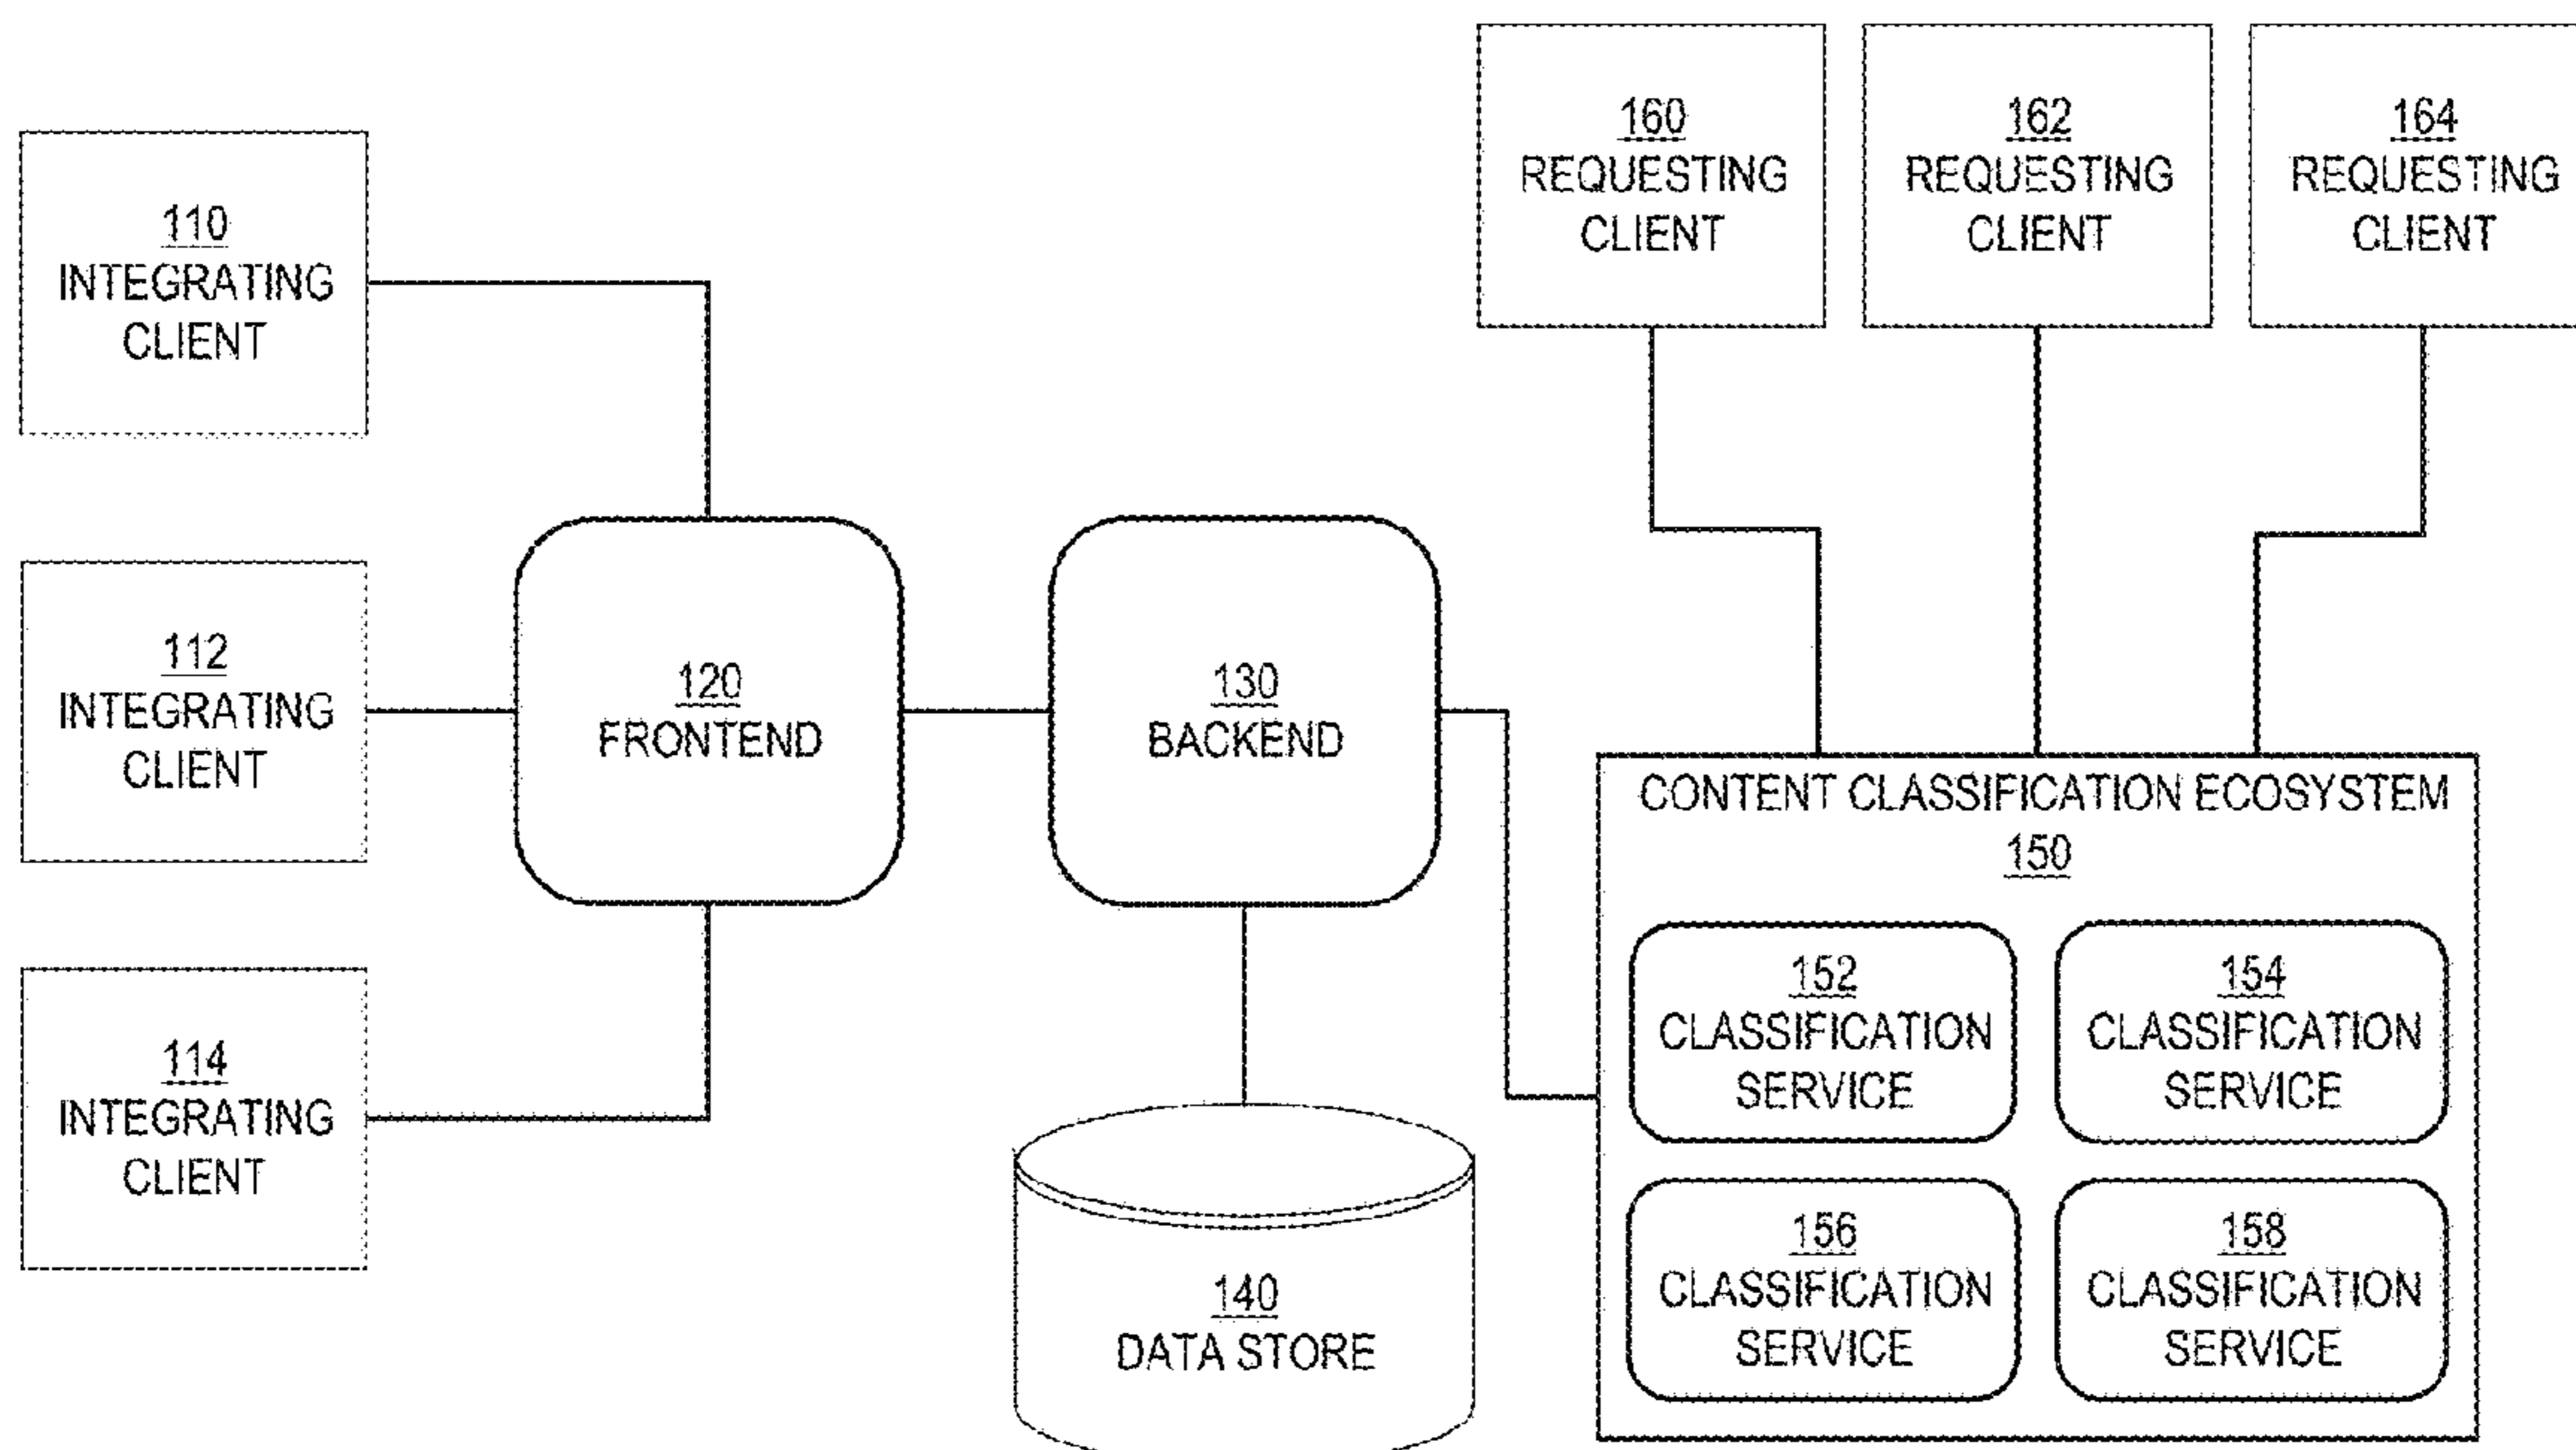 160
REQUESTING
CLIENT
162
REQUESTING
CLIENT
164
REQUESTING
CLIENT
110
INTEGRATING
CLIENT
112
INTEGRATING
CLIENT
120
FRONTEND
130
BACKEND
114
INTEGRATING
CLIENT
140
DATA STORE
CONTENT CLASSIFICATION ECOSYSTEM
150
152
CLASSIFICATION
SERVICE
154
CLASSIFICATION
SERVICE
156
CLASSIFICATION
SERVICE
158
CLASSIFICATION
SERVICE